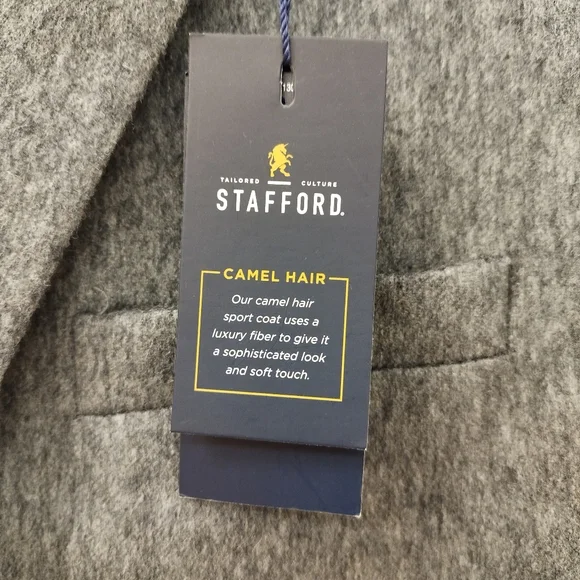 TAILORED CULTURE
STAFFORD.
CAMEL HAIR
Our camel hair
sport coat uses a
luxury fiber to give it
a sophisticated look
and soft touch.